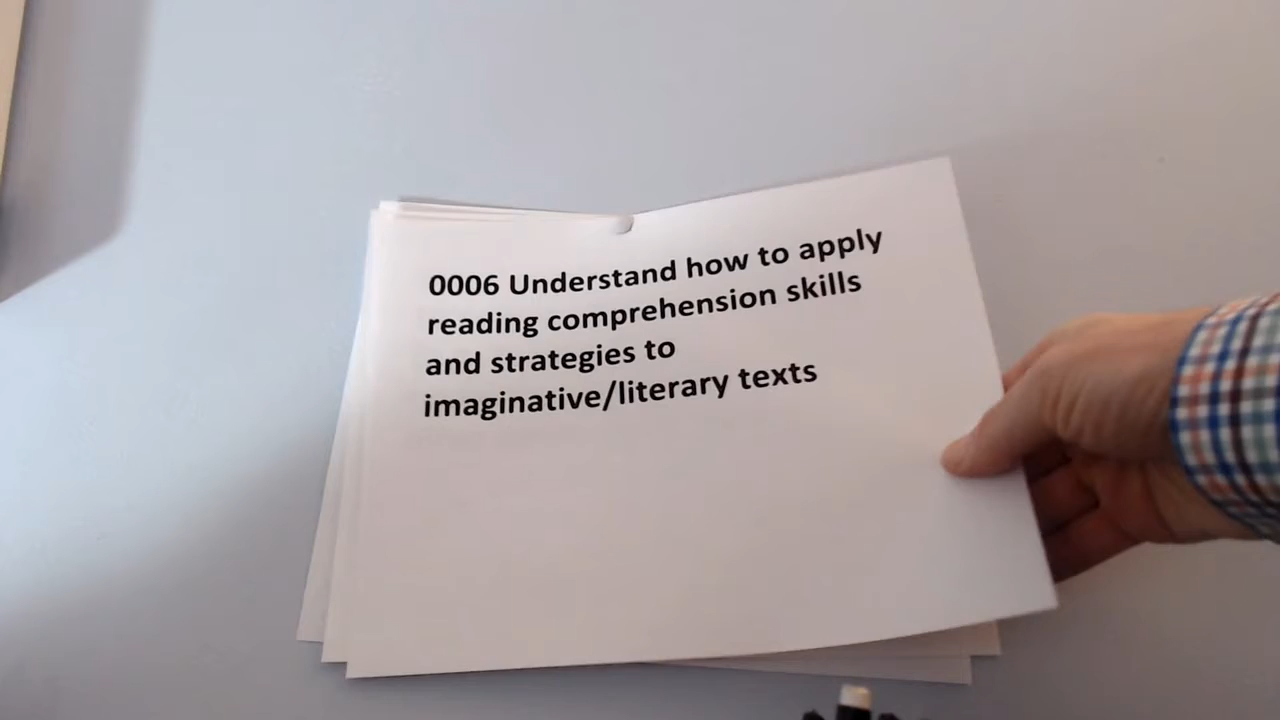 0006 Understand how to apply
reading comprehension skills
and strategies to
imaginative/literary texts